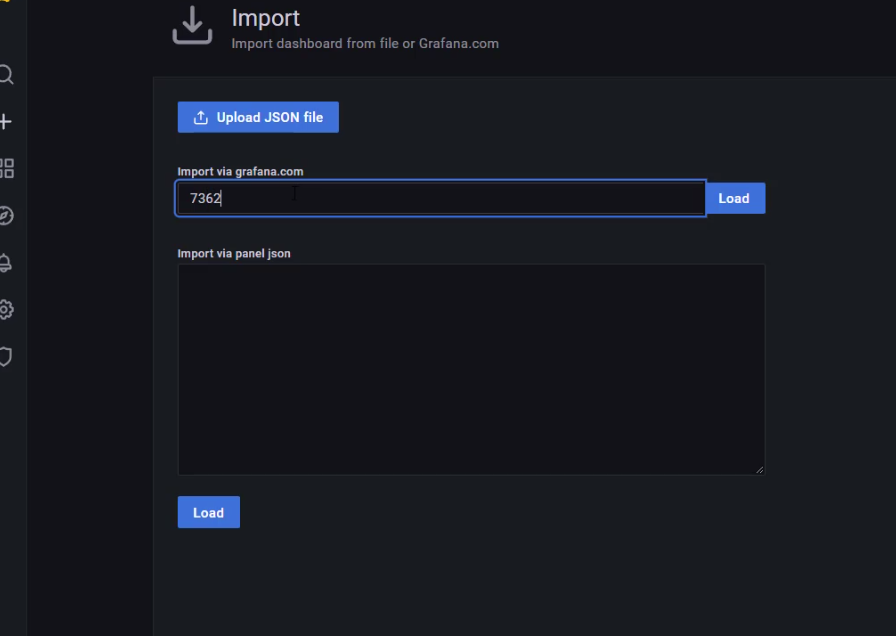 Import
Import dashboard from file or Grafana.com
Upload JSON file
Import via grafana.com
7362
Load
Import via panel json
Load